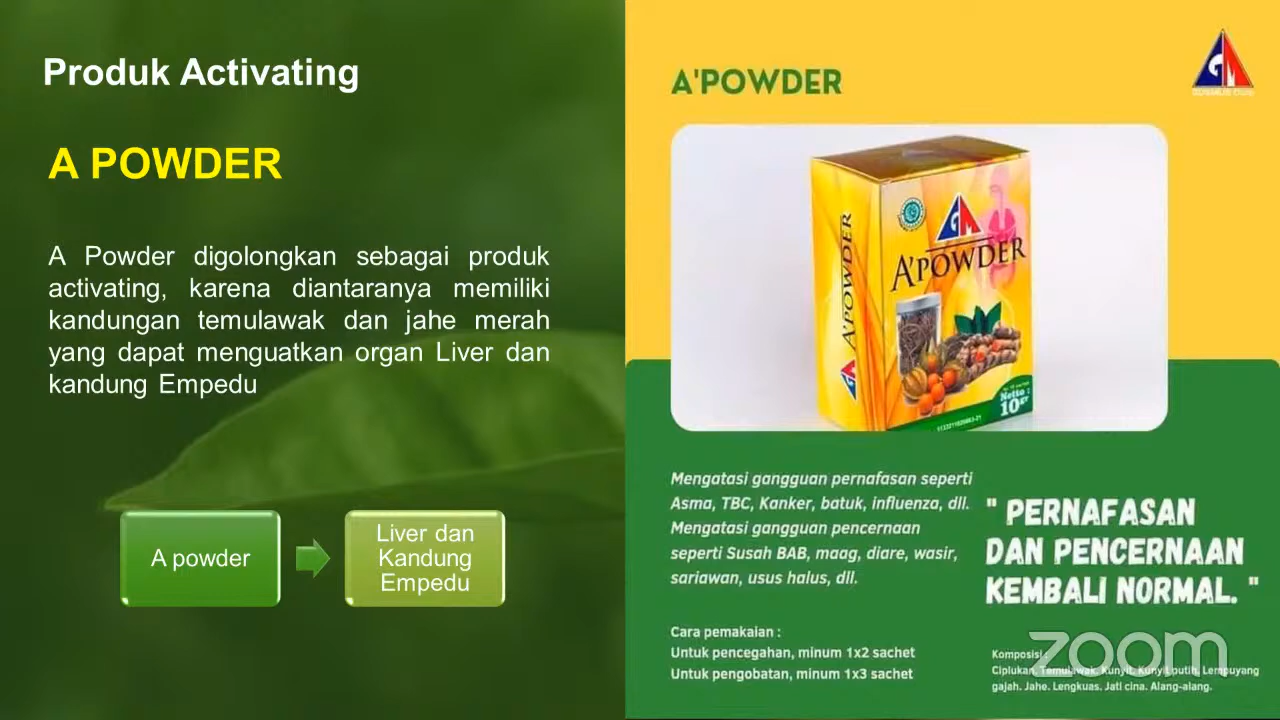 Produk Activating
A POWDER
A Powder digolongkan sebagai produk
activating, karena diantaranya memiliki
kandungan temulawak dan jahe merah
yang dapat menguatkan organ Liver dan
kandung Empedu
A powder
Liver dan
Kandung
Empedu
A'POWDER
GM
A'POWDER
GM
A'POWDER
Netto :
10gr
Mengatasi gangguan pernafasan seperti
Asma, TBC, Kanker, batuk, influenza, dll.
Mengatasi gangguan pencernaan
seperti Susah BAB, maag, diare, wasir,
sariawan, usus halus, dll.
" PERNAFASAN
DAN PENCERNAAN
KEMBALI NORMAL. "
Cara pemakaian :
Untuk pencegahan, minum 1x2 sachet
Untuk pengobatan, minum 1x3 sachet
Komposisi :
Ciplukan, Temulawak, Kunyit, Kunyit putih, Lempuyang
gajah. Jahe. Lengkuas. Jati cina. Alang-alang.
zoom